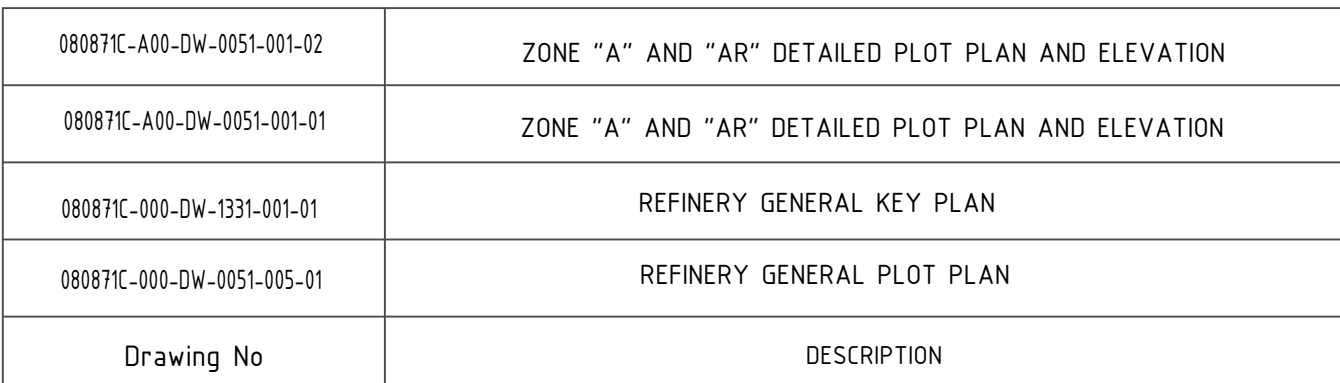 080871C-A00-DW-0051-001-02 ZONE "A" AND "AR" DETAILED PLOT PLAN AND ELEVATION
080871C-A00-DW-0051-001-01 ZONE "A" AND "AR" DETAILED PLOT PLAN AND ELEVATION
080871C-000-DW-1331-001-01 REFINERY GENERAL KEY PLAN
080871C-000-DW-0051-005-01 REFINERY GENERAL PLOT PLAN
Drawing No DESCRIPTION